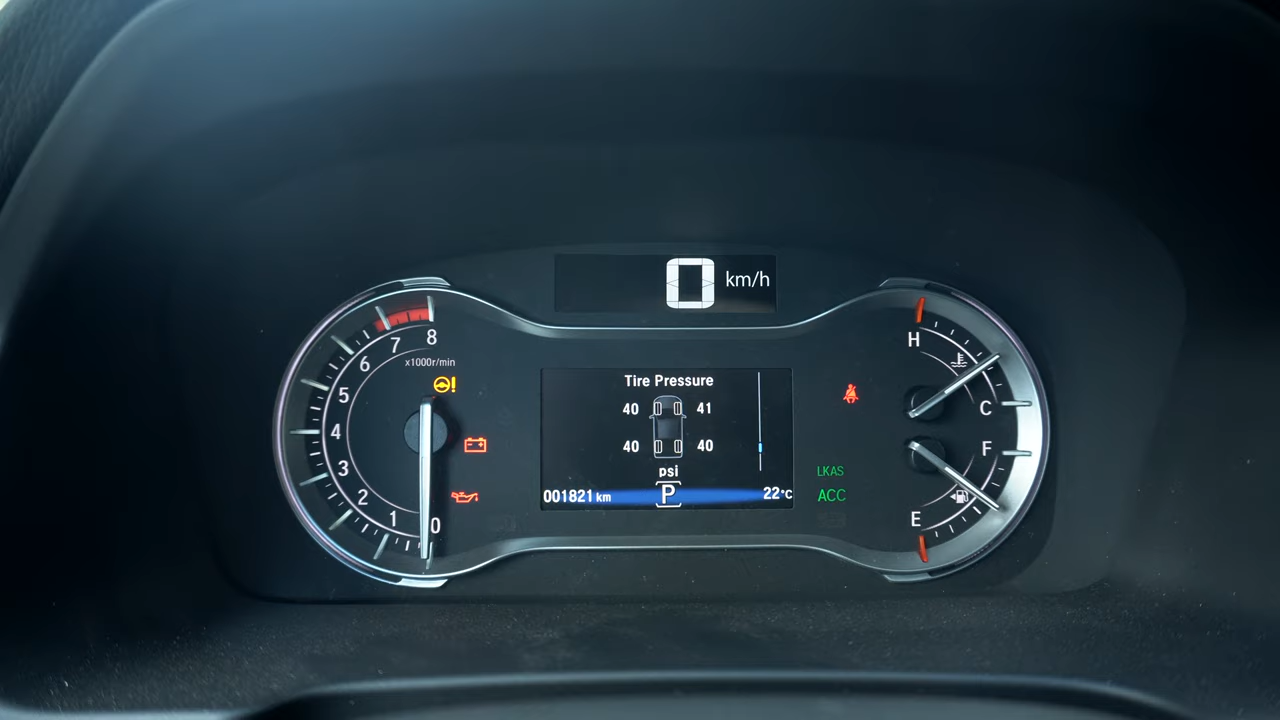 0 km/h
8
7
6
5
4
3
2
1
0
x1000r/min
!
Tire Pressure
40 41
40 40
psi
001821 km P 22°C
LKAS
ACC
H
C
F
E